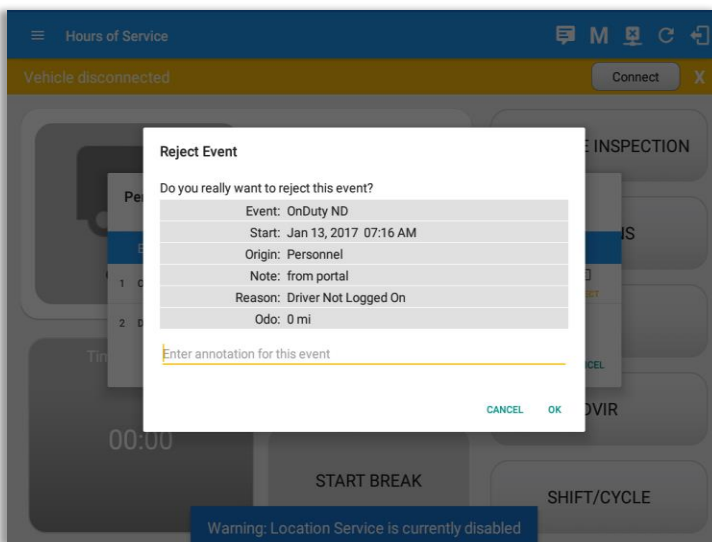 Hours of Service
M
Vehicle disconnected
Connect
X
INSPECTION
Reject Event
Do you really want to reject this event?
Event: OnDuty ND
Start: Jan 13, 2017 07:16 AM
Origin: Personnel
Note: from portal
Reason: Driver Not Logged On
Odo: 0 mi
Enter annotation for this event
CANCEL OK
1
2
00:00
START BREAK
SHIFT/CYCLE
Warning: Location Service is currently disabled